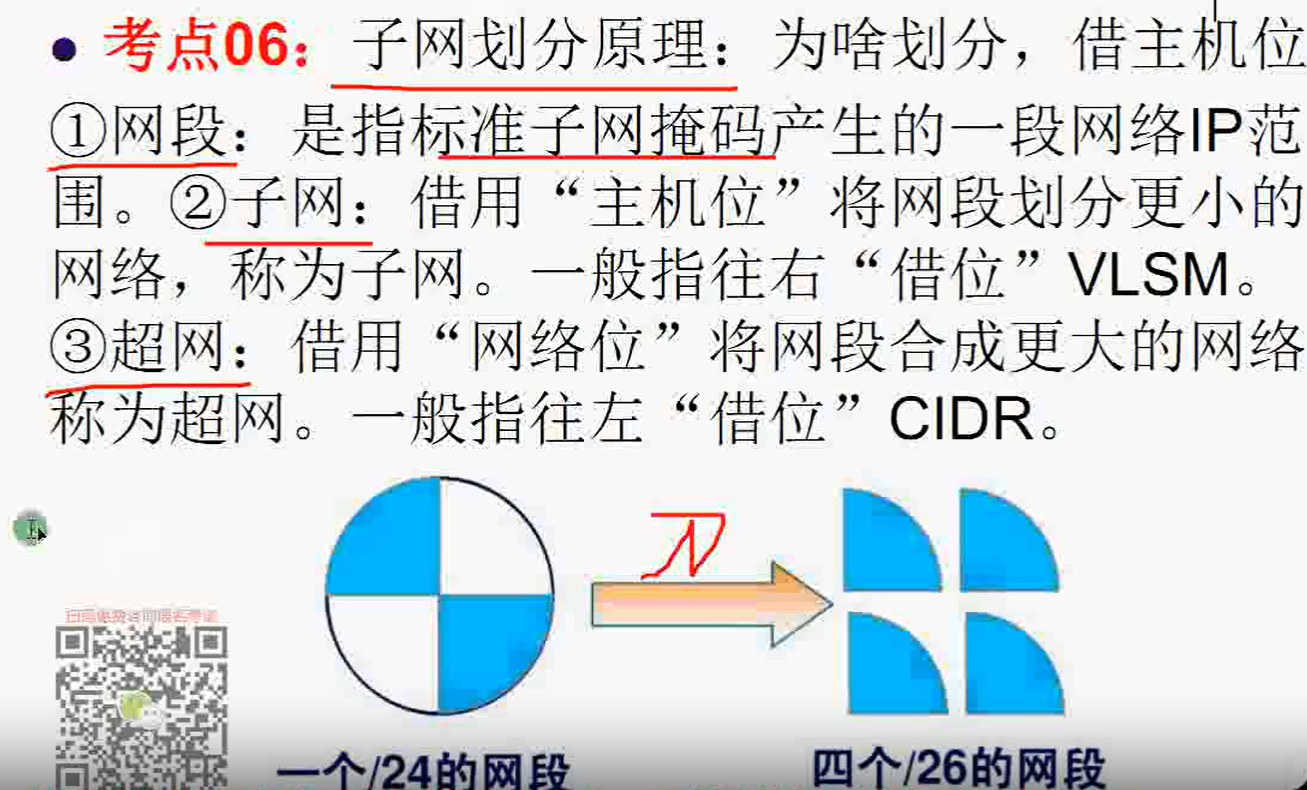 ● 考点06：子网划分原理：为啥划分，借主机位
①网段：是指标准子网掩码产生的一段网络IP范
围。②子网：借用“主机位”将网段划分更小的
网络，称为子网。一般指往右“借位”VLSM。
③超网：借用“网络位”将网段合成更大的网络
称为超网。一般指往左“借位”CIDR。
一个/24的网段
四个/26的网段